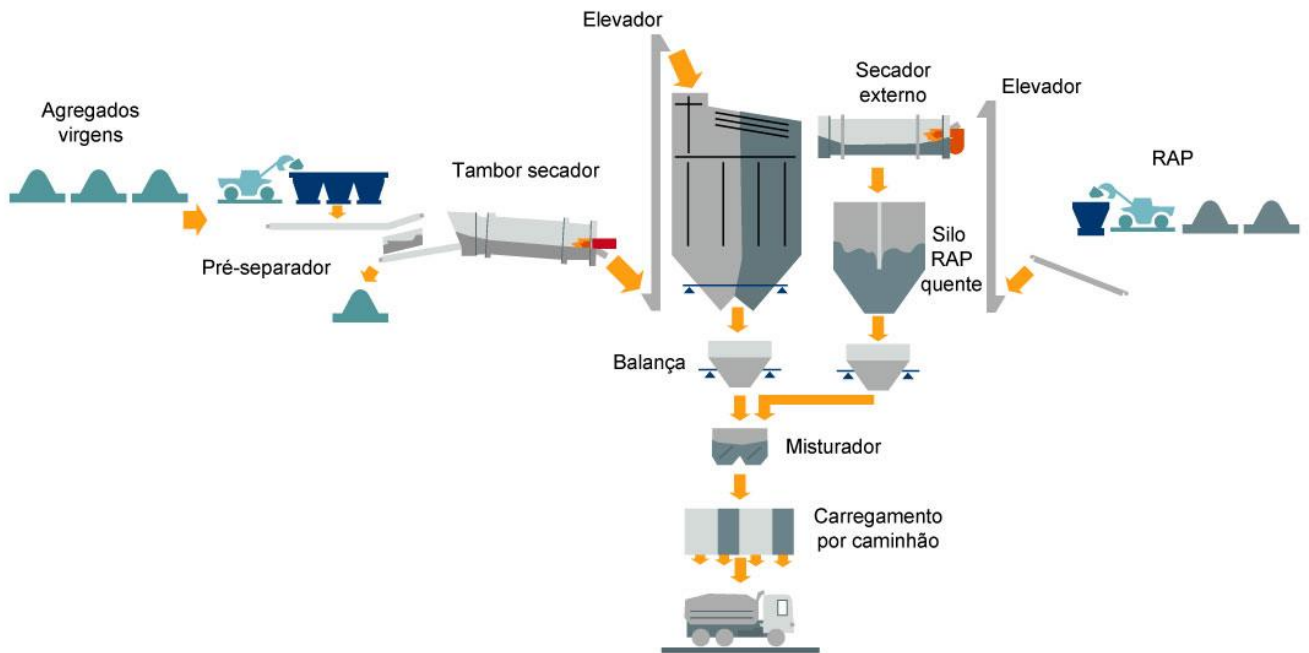 Elevador
Secador
externo
Elevador
Agregados
virgens
Tambor secador
RAP
Pré-separador
Silo
RAP
quente
Balança
Misturador
Carregamento
por caminhão